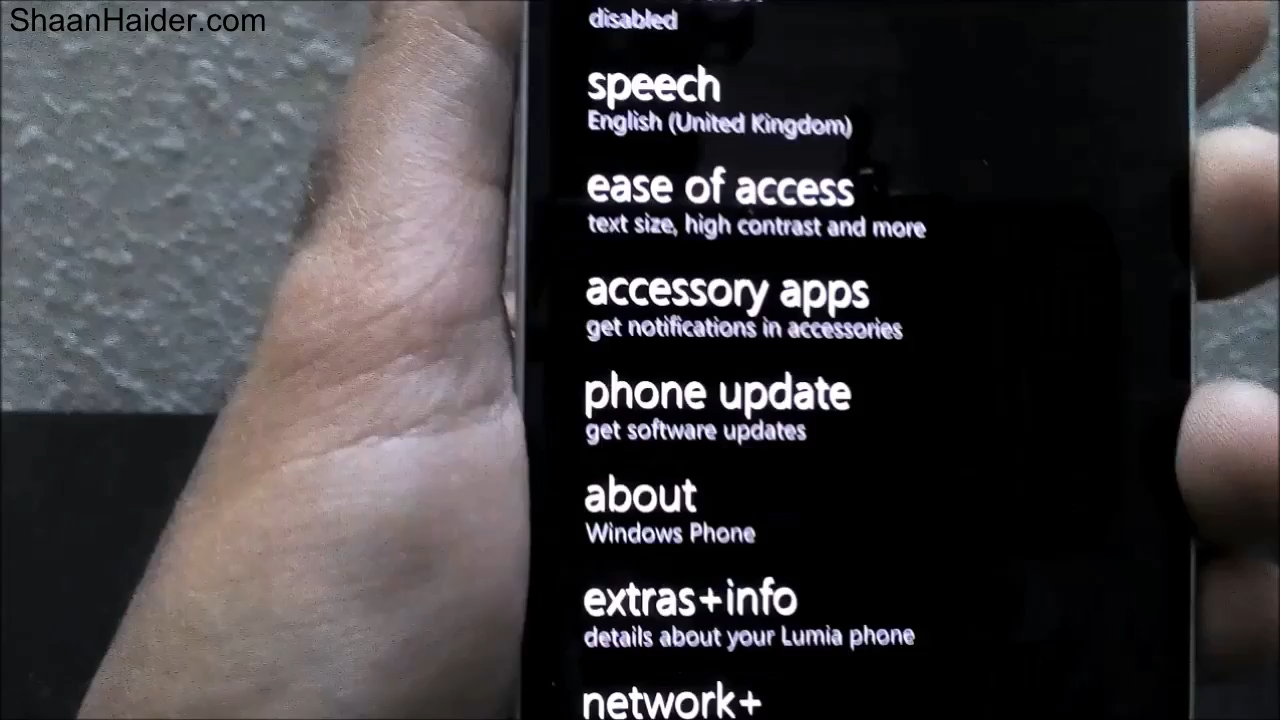 ShaanHaider.com
disabled
speech
English (United Kingdom)
ease of access
text size, high contrast and more
accessory apps
get notifications in accessories
phone update
get software updates
about
Windows Phone
extras+info
details about your Lumia phone
network+